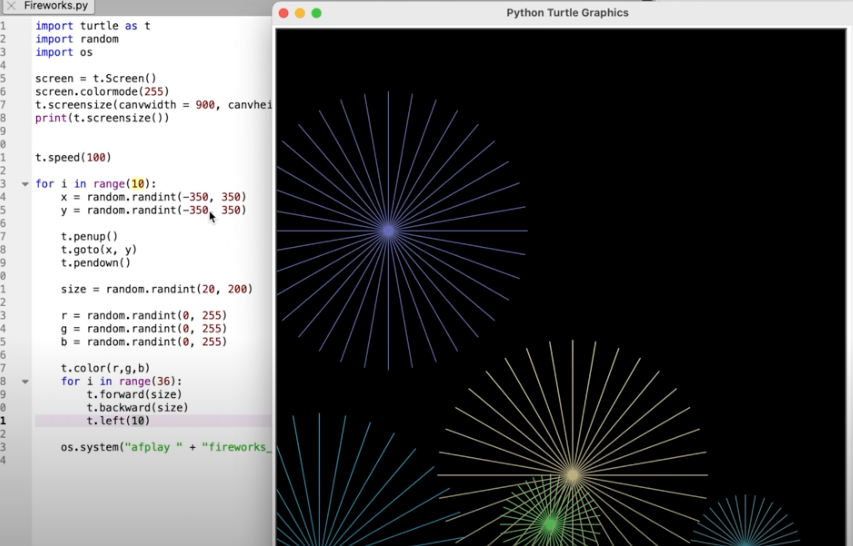 Fireworks.py
Python Turtle Graphics
1 import turtle as t
2 import random
3 import os
4
5 screen = t.Screen()
6 screen.colormode(255)
7 t.screensize(canvwidth = 900, canvhei
8 print(t.screensize())
9
0
1 t.speed(100)
2
3 for i in range(10):
4 x = random.randint(-350, 350)
5 y = random.randint(-350, 350)
6
7 t.penup()
8 t.goto(x, y)
9 t.pendown()
0
1 size = random.randint(20, 200)
2
3 r = random.randint(0, 255)
4 g = random.randint(0, 255)
5 b = random.randint(0, 255)
6
7 t.color(r,g,b)
8 for i in range(36):
9 t.forward(size)
0 t.backward(size)
1 t.left(10)
2
3 os.system("afplay " + "fireworks_
4